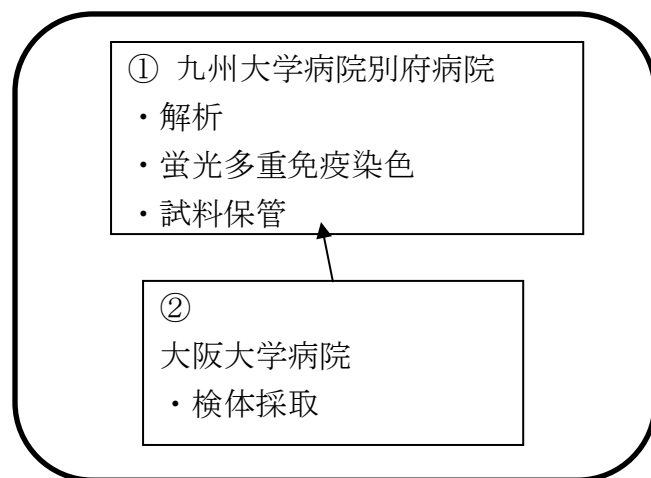 ① 九州大学病院別府病院
・解析
・蛍光多重免疫染色
・試料保管
②
大阪大学病院
・検体採取